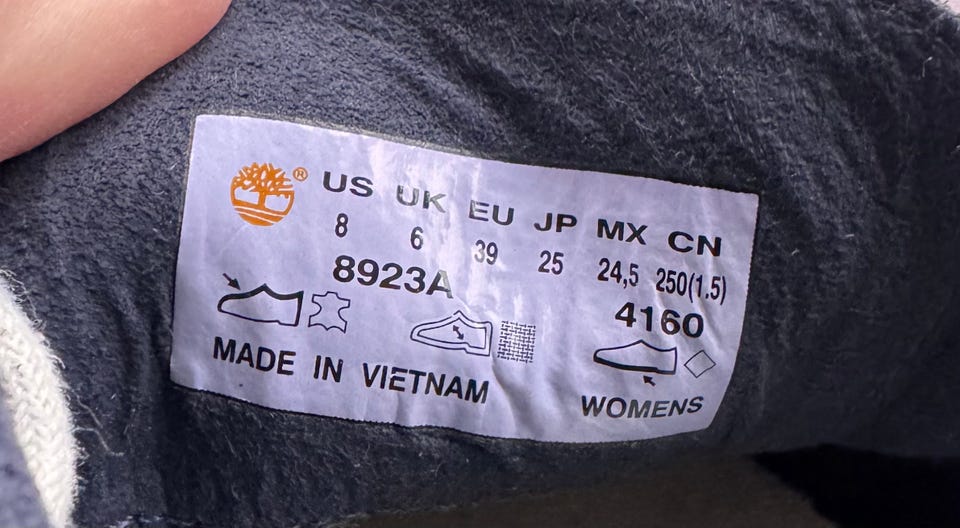 ® US UK EU JP MX CN
8 6 39 25 24,5 250(1.5)
8923A 4160
MADE IN VIETNAM WOMENS